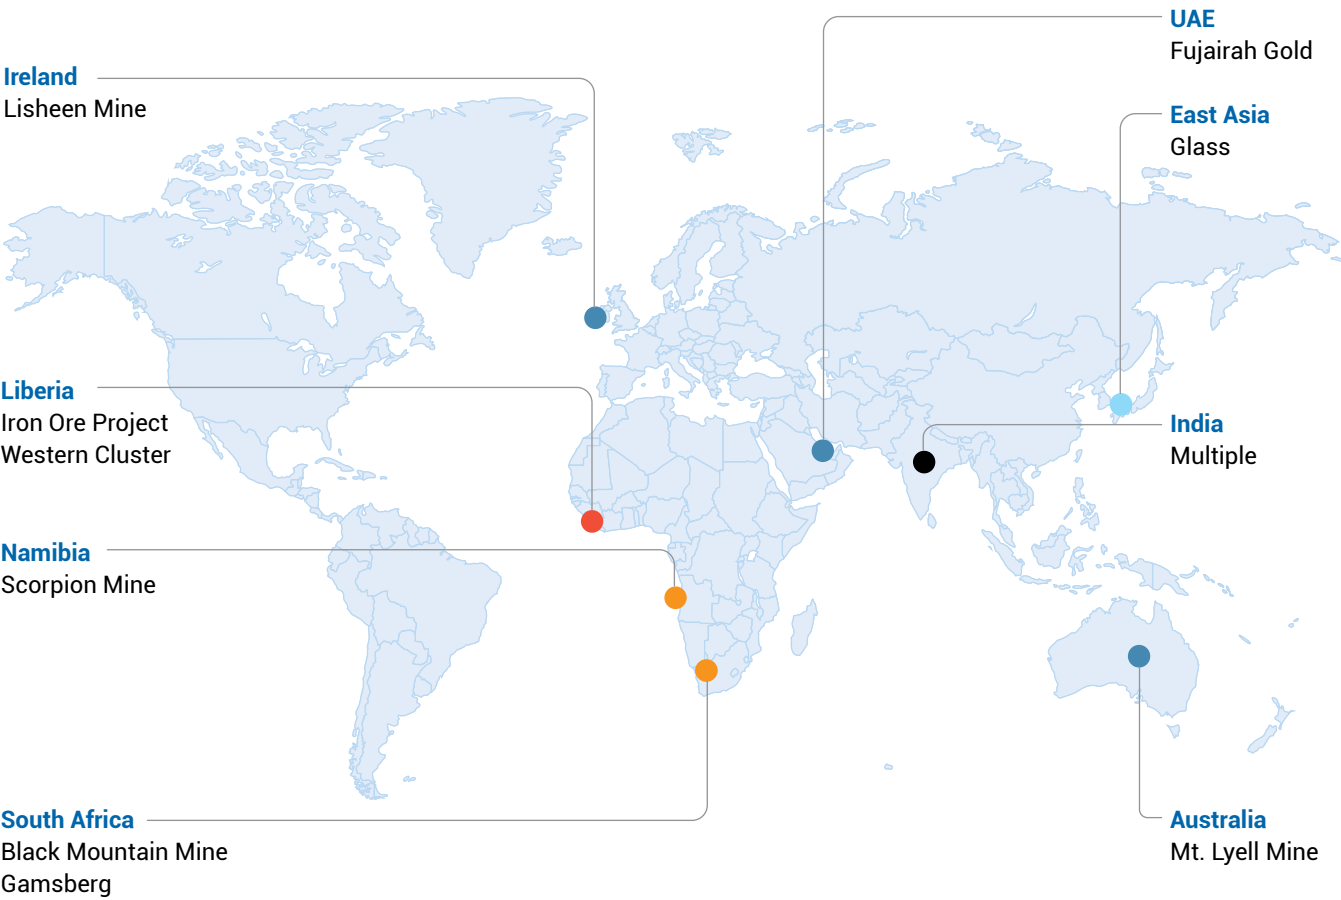 UAE
Fujairah Gold
Ireland
Lisheen Mine
East Asia
Glass
Liberia
Iron Ore Project
Western Cluster
India
Multiple
Namibia
Scorpion Mine
South Africa
Black Mountain Mine
Gamsberg
Australia
Mt. Lyell Mine